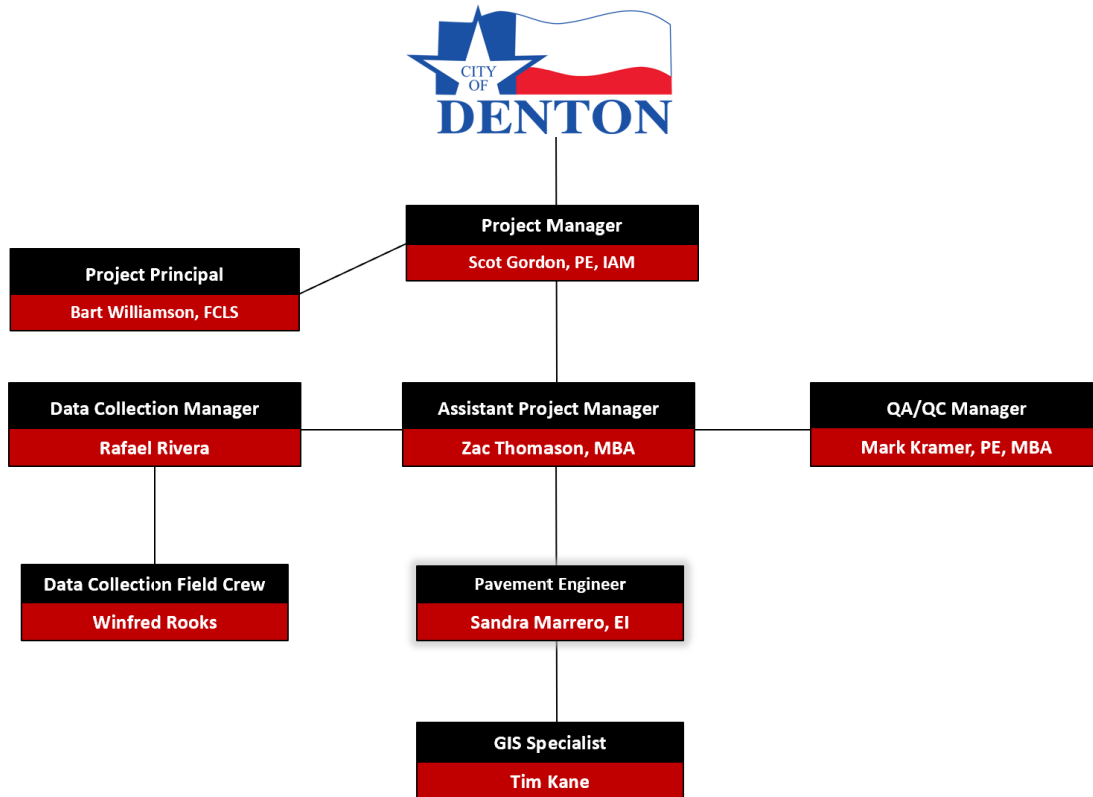 CITY
OF
DENTON
Project Manager
Scot Gordon, PE, IAM
Project Principal
Bart Williamson, FCLS
Data Collection Manager
Rafael Rivera
Assistant Project Manager
Zac Thomason, MBA
QA/QC Manager
Mark Kramer, PE, MBA
Data Collection Field Crew
Winfred Rooks
Pavement Engineer
Sandra Marrero, EI
GIS Specialist
Tim Kane